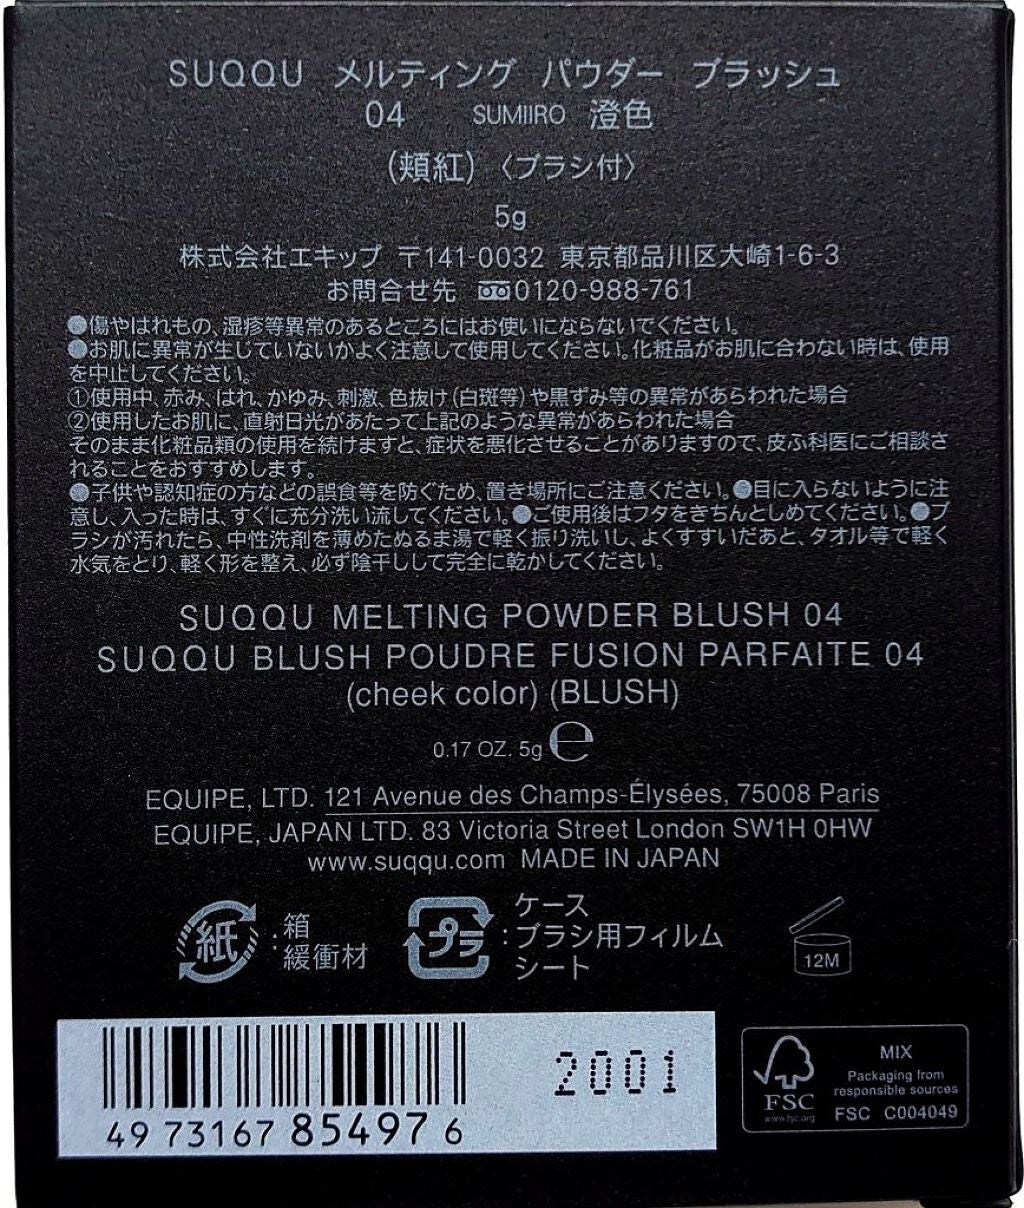 SUQQU メルティング パウダー ブラッシュ
04 SUMIIRO 澄色
(頬紅)〈ブラシ付〉
5g
株式会社エキップ 〒141-0032 東京都品川区大崎1-6-3
お問合せ先 0120-988-761
●傷やはれもの、湿疹等異常のあるところにはお使いにならないでください。
●お肌に異常が生じていないかよく注意して使用してください。化粧品がお肌に合わない時は、使用
を中止してください。
①使用中、赤み、はれ、かゆみ、刺激、色抜け(白斑等)や黒ずみ等の異常があらわれた場合
②使用したお肌に、直射日光があたって上記のような異常があらわれた場合
そのまま化粧品類の使用を続けますと、症状を悪化させることがありますので、皮ふ科医にご相談さ
れることをおすすめします。
●子供や認知症の方などの誤食等を防ぐため、置き場所にご注意ください。●目に入らないように注
意し、入った時は、すぐに充分洗い流してください。●ご使用後はフタをきちんとしめてください。●ブ
ラシが汚れたら、中性洗剤を薄めたぬるま湯で軽く振り洗いし、よくすすいだあと、タオル等で軽く
水気をとり、軽く形を整え、必ず陰干しして完全に乾かしてください。
SUQQU MELTING POWDER BLUSH 04
SUQQU BLUSH POUDRE FUSION PARFAITE 04
(cheek color) (BLUSH)
0.17 OZ. 5g ℮
EQUIPE, LTD. 121 Avenue des Champs-Élysées, 75008 Paris
EQUIPE, JAPAN LTD. 83 Victoria Street London SW1H 0HW
www.suqqu.com MADE IN JAPAN
紙:箱
緩衝材
プラ:ケース
ブラシ用フィルム
シート
12M
2001
49 73167 85497 6
FSC
www.fsc.org
MIX
Packaging from
responsible sources
FSC C004049